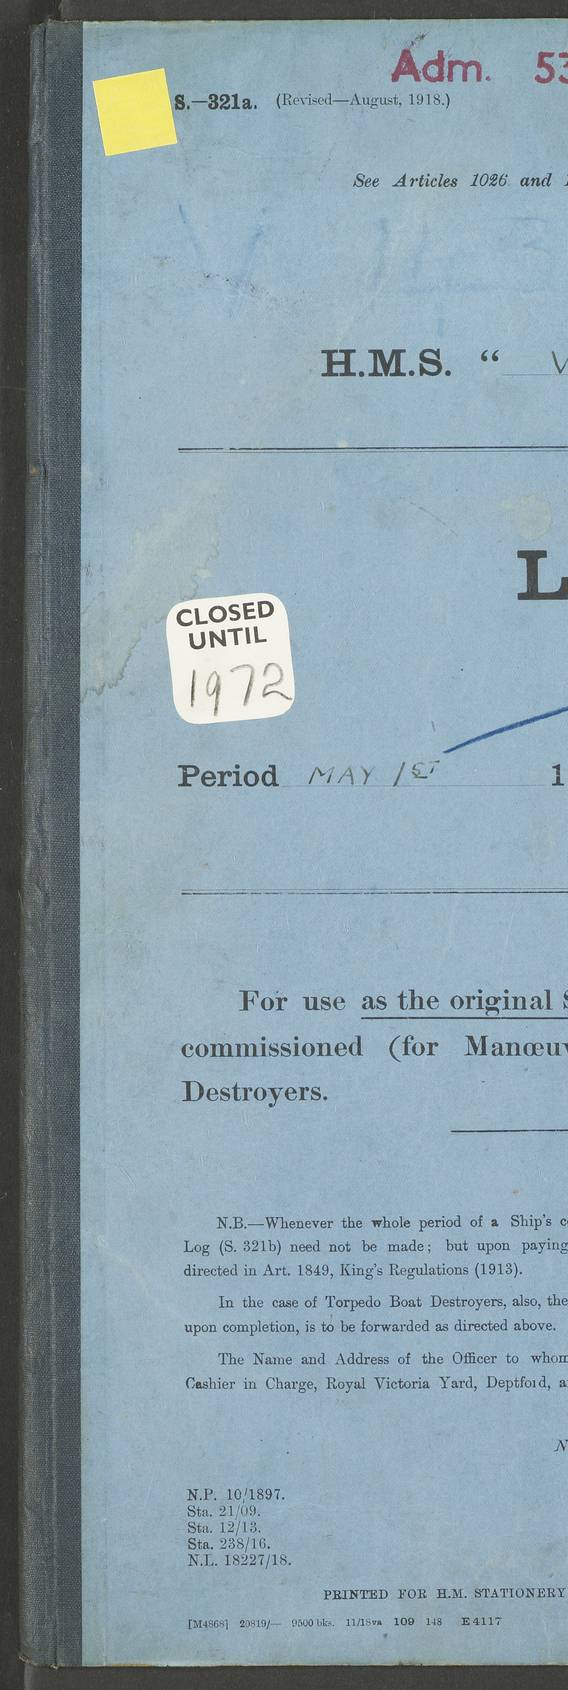 Adm. 53
S.—321a. (Revised—August, 1918.)
See Articles 1026 and
H.M.S. “ V
L
CLOSED
UNTIL
1972
Period MAY 1ST 1
For use as the original S
commissioned (for Manœuv
Destroyers.
N.B.—Whenever the whole period of a Ship's c
Log (S. 321b) need not be made; but upon paying
directed in Art. 1849, King's Regulations (1913).
In the case of Torpedo Boat Destroyers, also, the
upon completion, is to be forwarded as directed above.
The Name and Address of the Officer to whom
Cashier in Charge, Royal Victoria Yard, Deptford, a
N
N.P. 10/1897.
Sta. 21/09.
Sta. 12/13.
Sta. 238/16.
N.L. 18227/18.
PRINTED FOR H.M. STATIONERY
[M4868] 20819/— 9500 bks. 11/18va 109 148 E4117